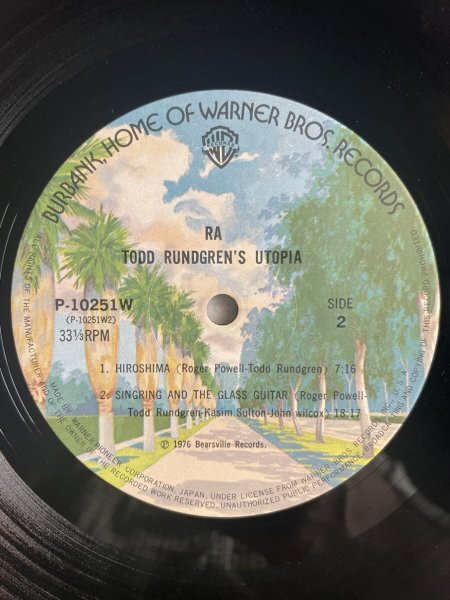 BURBANK, HOME OF WARNER BROS. RECORDS
RA
TODD RUNDGREN'S UTOPIA
P-10251W
(P-10251W2)
33⅓RPM
SIDE
2
1. HIROSHIMA (Roger Powell-Todd Rundgren) 7:16
2. SINGRING AND THE GLASS GUITAR (Roger Powell-
Todd Rundgren-Kasim Sulton-John wilcox) 18:17
Ⓟ 1976 Bearsville Records.
MADE BY WARNER-PIONEER CORPORATION, JAPAN, UNDER LICENSE FROM WARNER BROS. RECORDS INC., U.S.A.
ALL RIGHTS OF THE MANUFACTURER AND OF THE OWNER OF THE RECORDED WORK RESERVED. UNAUTHORIZED PUBLIC PERFORMANCE, BROADCASTING AND COPYING OF THIS RECORD PROHIBITED.